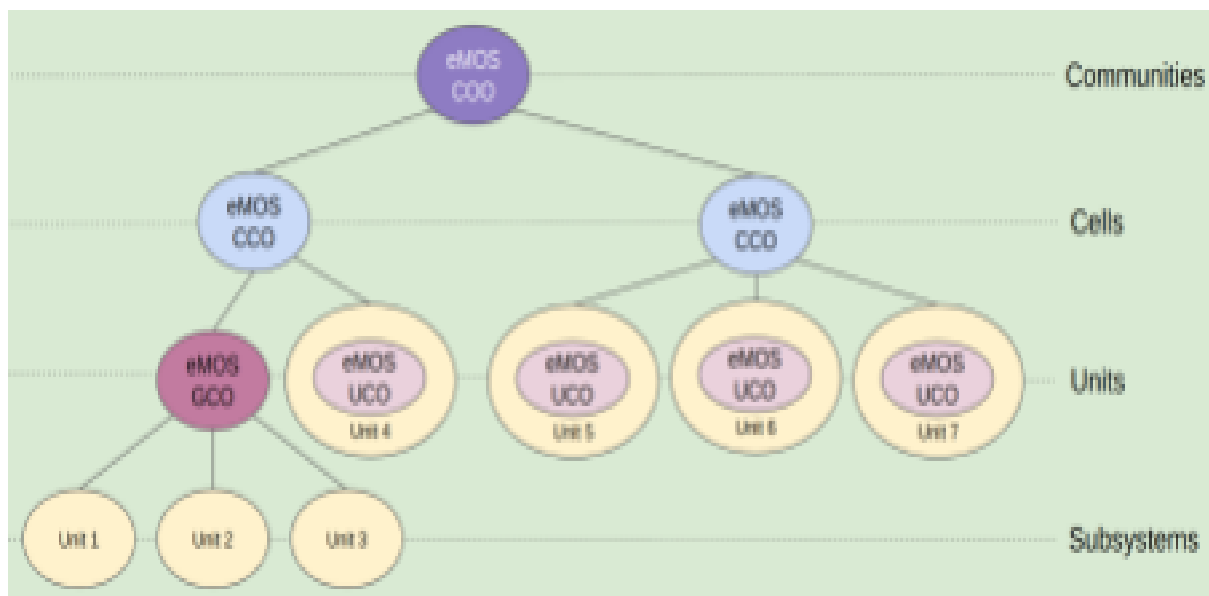 eMOS
COO
Communities
eMOS
CCO
eMOS
CCO
Cells
eMOS
GCO
eMOS
UCO
Unit 4
eMOS
UCO
Unit 5
eMOS
UCO
Unit 6
eMOS
UCO
Unit 7
Units
Unit 1
Unit 2
Unit 3
Subsystems